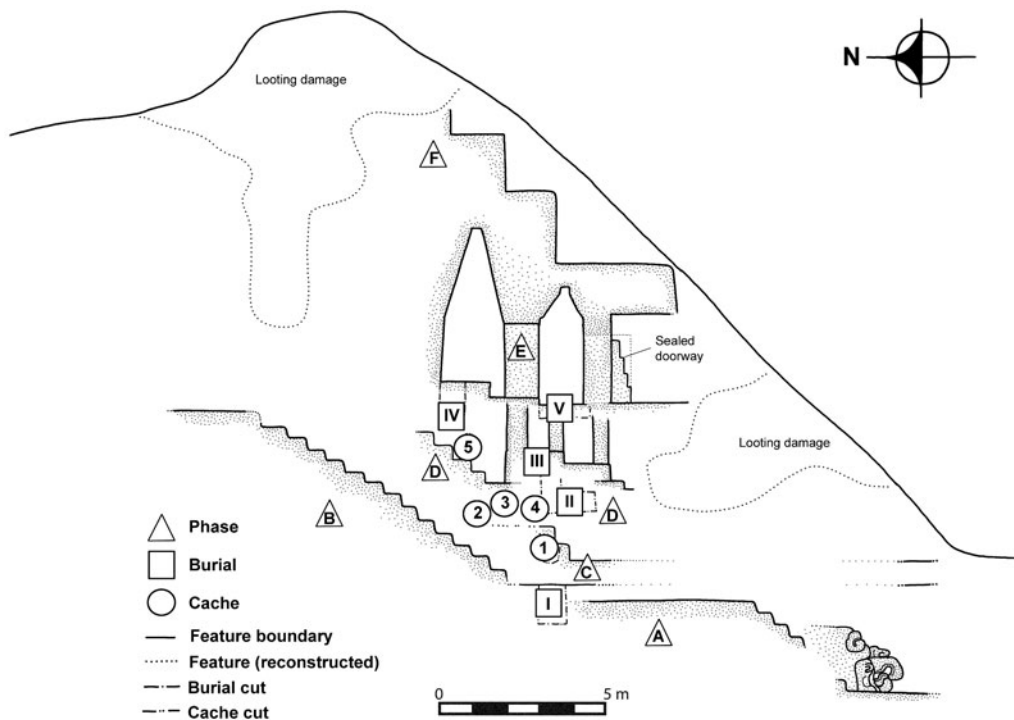 Looting damage
N
F
E
Sealed
doorway
IV
V
5
III
Looting damage
D
B
2
3
4
II
D
1
C
I
A
Phase
Burial
Cache
Feature boundary
Feature (reconstructed)
Burial cut
Cache cut
0
5 m